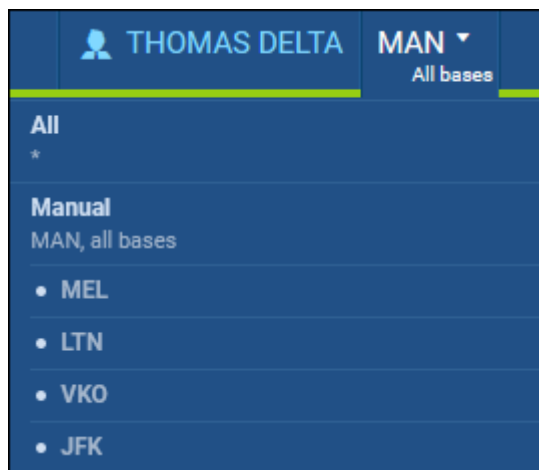 THOMAS DELTA MAN
All bases
All
*
Manual
MAN, all bases
• MEL
• LTN
• VKO
• JFK